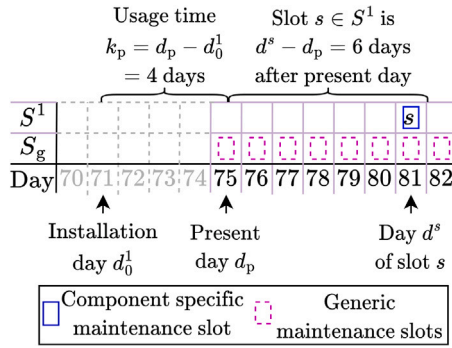 Usage time
k_p = d_p − d_0^1
= 4 days
Slot s ∈ S^1 is
d^s − d_p = 6 days
after present day
S^1 s
S_g
Day 70 71 72 73 74 75 76 77 78 79 80 81 82
Installation
day d_0^1
Present
day d_p
Day d^s
of slot s
Component specific
maintenance slot
Generic
maintenance slots